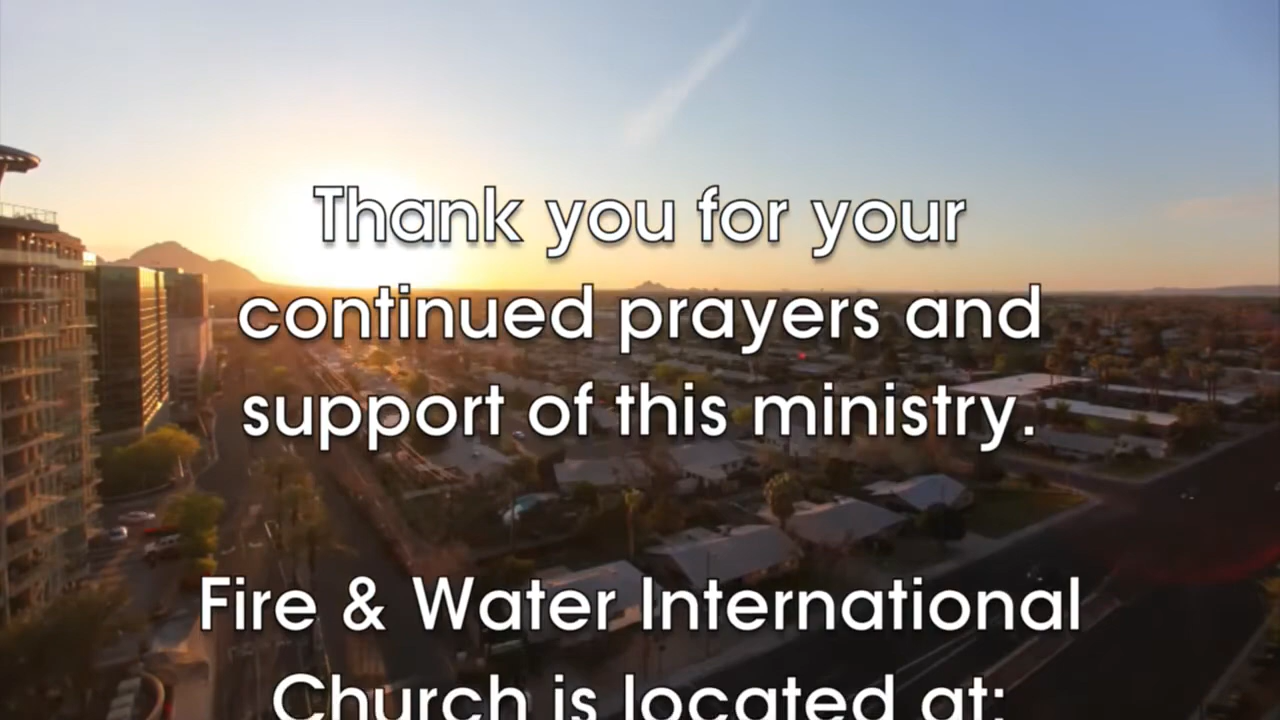 Thank you for your
continued prayers and
support of this ministry.
Fire & Water International
Church is located at: